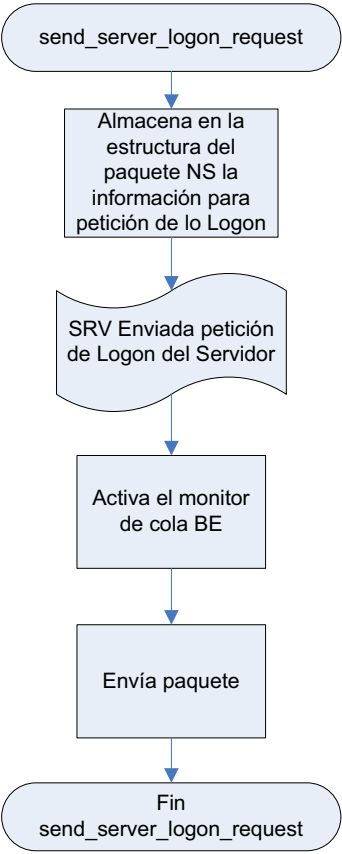 send_server_logon_request
Almacena en la
estructura del
paquete NS la
información para
petición de lo Logon
SRV Enviada petición
de Logon del Servidor
Activa el monitor
de cola BE
Envía paquete
Fin
send_server_logon_request